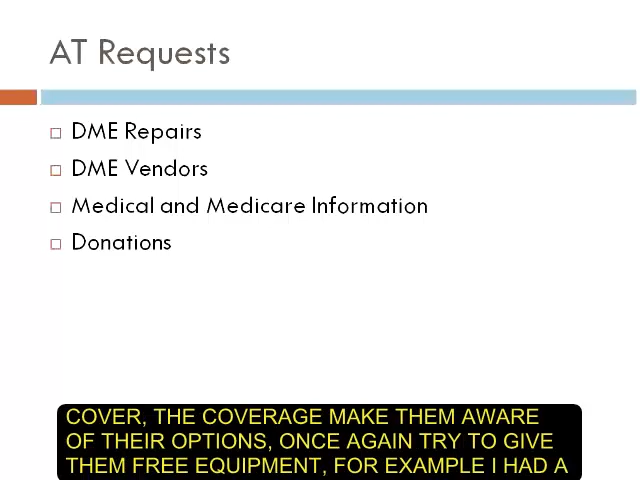 AT Requests
DME Repairs
DME Vendors
Medical and Medicare Information
Donations
COVER, THE COVERAGE MAKE THEM AWARE
OF THEIR OPTIONS, ONCE AGAIN TRY TO GIVE
THEM FREE EQUIPMENT, FOR EXAMPLE I HAD A